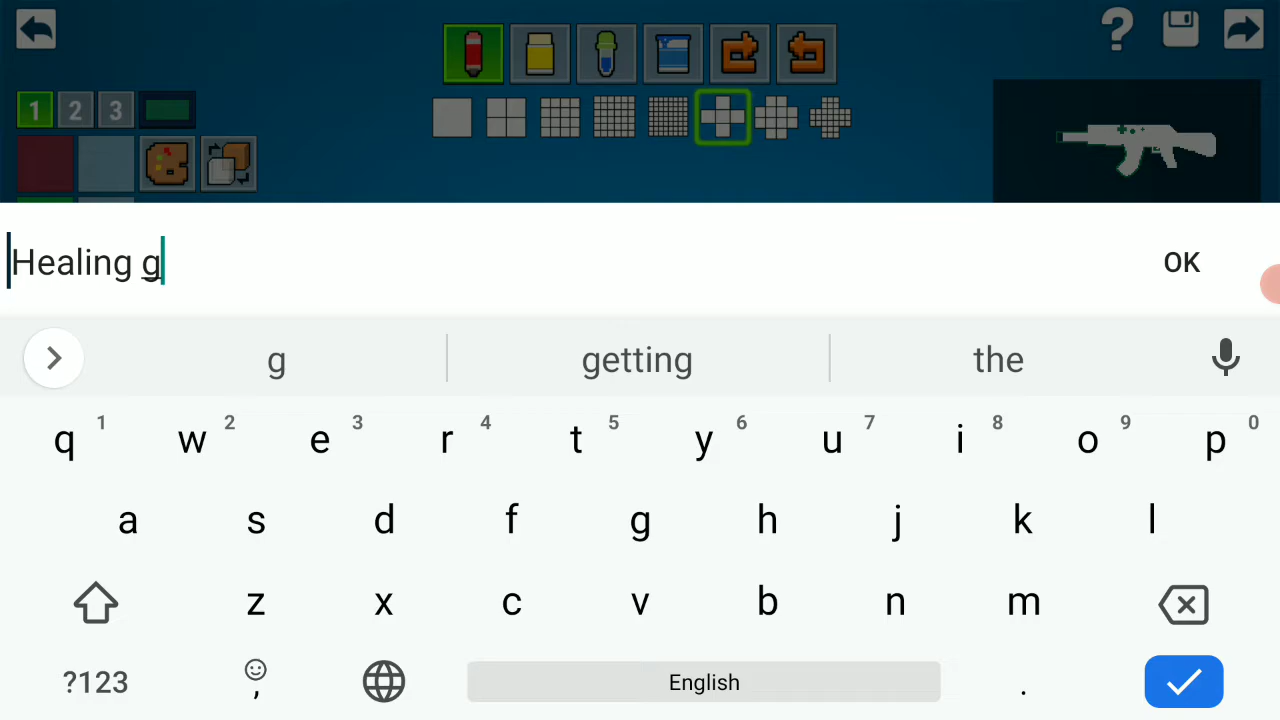 ?
1 2 3
Healing g
OK
g getting the
q 1 w 2 e 3 r 4 t 5 y 6 u 7 i 8 o 9 p 0
a s d f g h j k l
z x c v b n m
?123 , English .